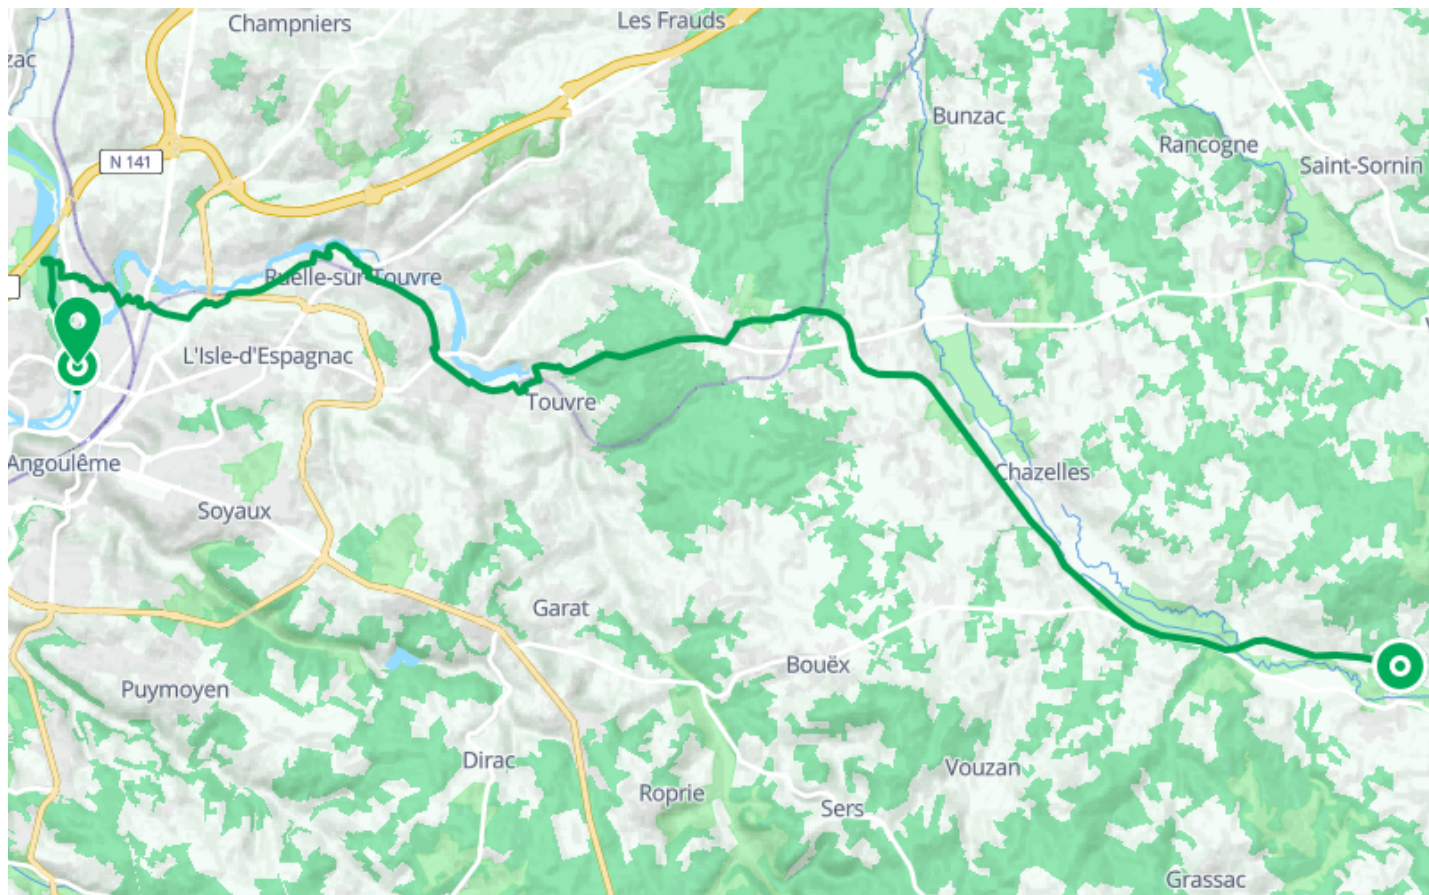 Champniers
Les Frauds
zac
Bunzac
N 141
Rancogne
Saint-Sornin
Ruelle-sur-Touvre
L'Isle-d'Espagnac
Touvre
Angoulême
Chazelles
Soyaux
Garat
Bouëx
Puymoyen
Dirac
Vouzan
Roprie
Sers
Grassac